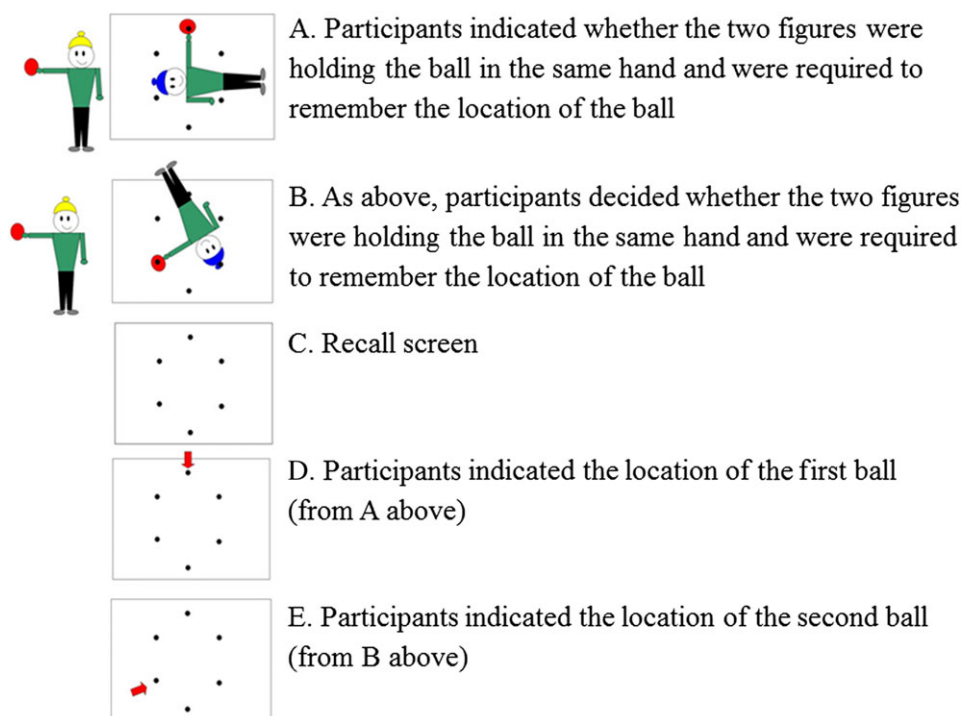 A. Participants indicated whether the two figures were
holding the ball in the same hand and were required to
remember the location of the ball
B. As above, participants decided whether the two figures
were holding the ball in the same hand and were required
to remember the location of the ball
C. Recall screen
D. Participants indicated the location of the first ball
(from A above)
E. Participants indicated the location of the second ball
(from B above)